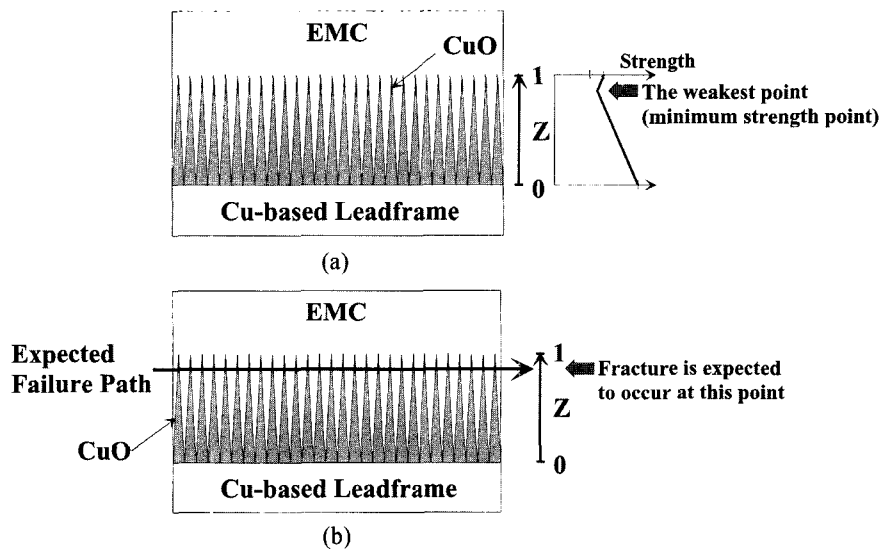 EMC
CuO
1
Z
0
Strength
The weakest point
(minimum strength point)
Cu-based Leadframe
(a)
EMC
Expected
Failure Path
1
Z
0
Fracture is expected
to occur at this point
CuO
Cu-based Leadframe
(b)